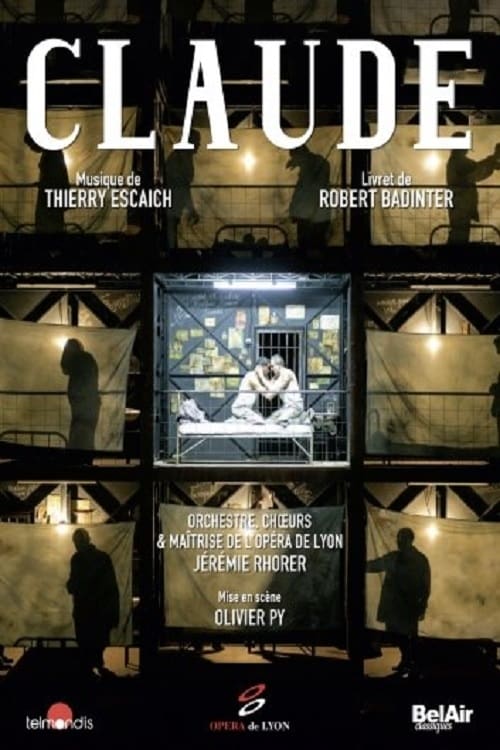 CLAUDE
Musique de
THIERRY ESCAICH
Livret de
ROBERT BADINTER
ORCHESTRE, CHŒURS
& MAÎTRISE DE L'OPÉRA DE LYON
JÉRÉMIE RHORER
Mise en scène
OLIVIER PY
telmondis
OPERA de LYON
BelAir
classiques